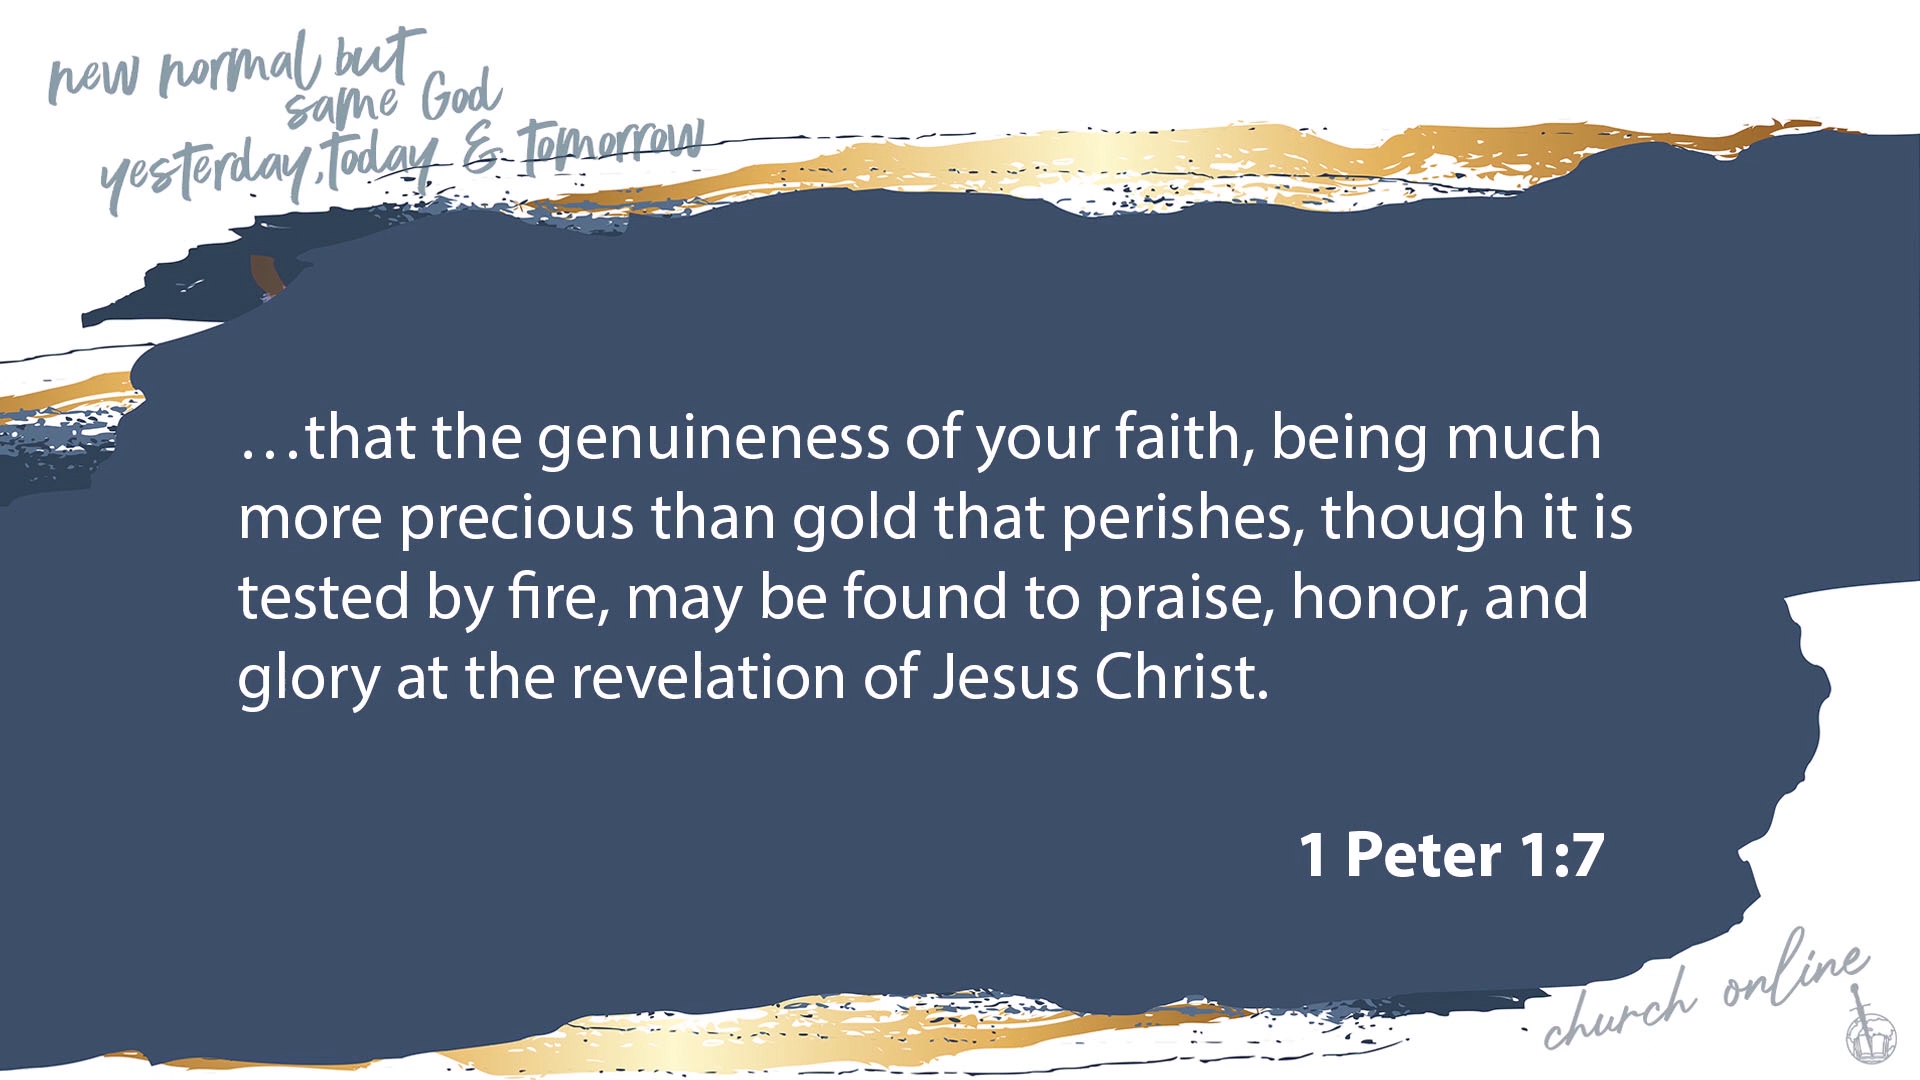 new normal but
same God
yesterday, today & tomorrow
…that the genuineness of your faith, being much
more precious than gold that perishes, though it is
tested by fire, may be found to praise, honor, and
glory at the revelation of Jesus Christ.
1 Peter 1:7
church online